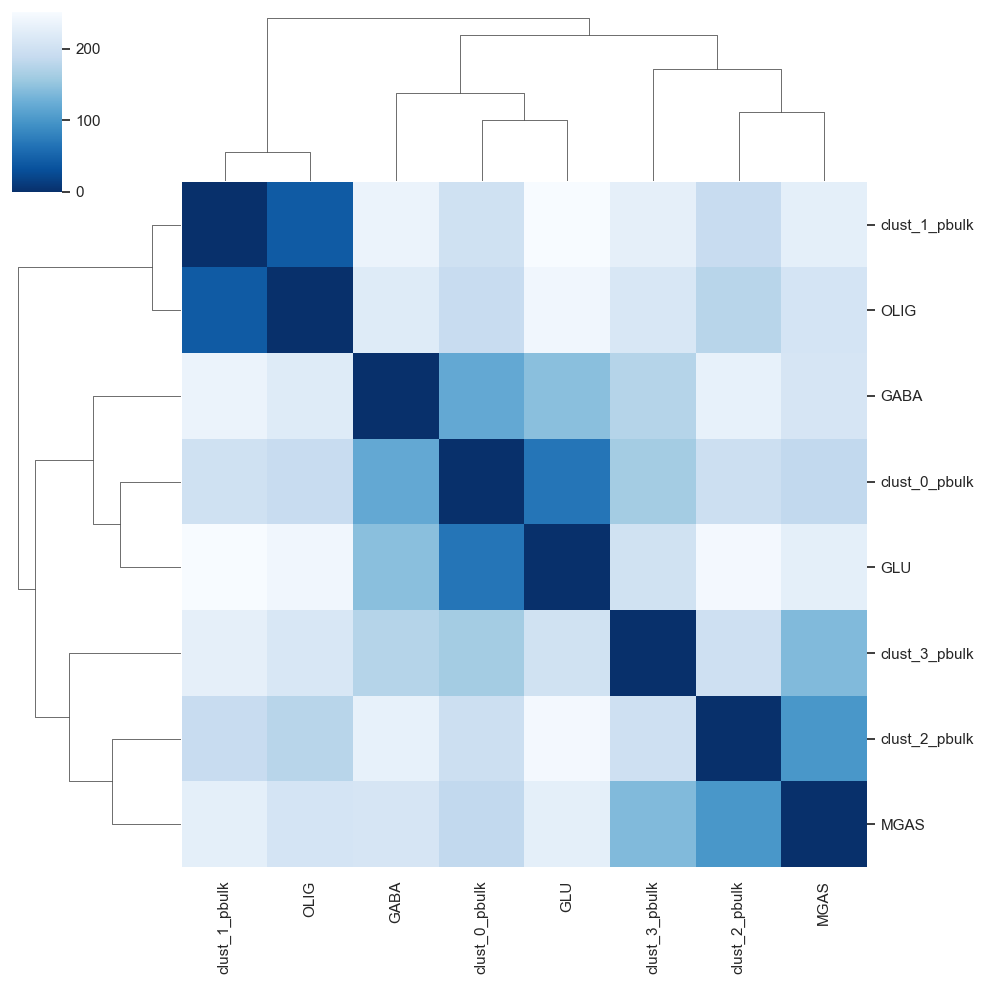 200
100
0
clust_1_pbulk
OLIG
GABA
clust_0_pbulk
GLU
clust_3_pbulk
clust_2_pbulk
MGAS
clust_1_pbulk
OLIG
GABA
clust_0_pbulk
GLU
clust_3_pbulk
clust_2_pbulk
MGAS